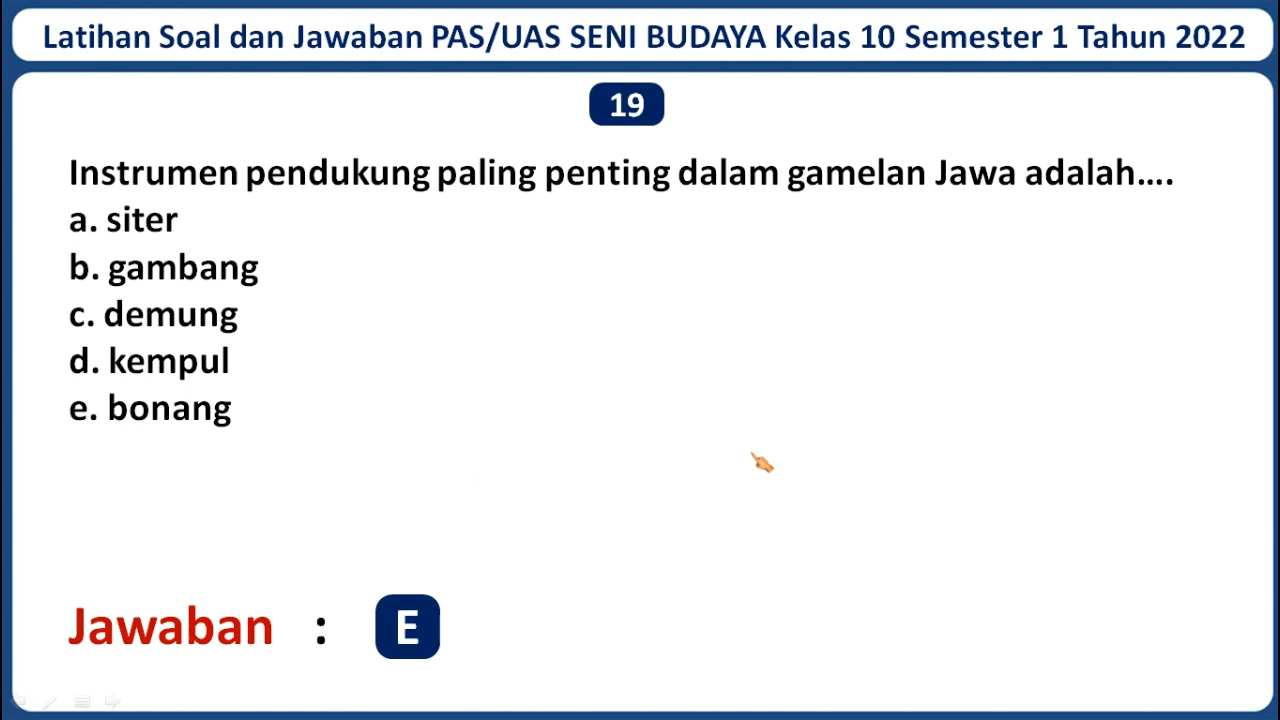 Latihan Soal dan Jawaban PAS/UAS SENI BUDAYA Kelas 10 Semester 1 Tahun 2022
19
Instrumen pendukung paling penting dalam gamelan Jawa adalah....
a. siter
b. gambang
c. demung
d. kempul
e. bonang
Jawaban : E